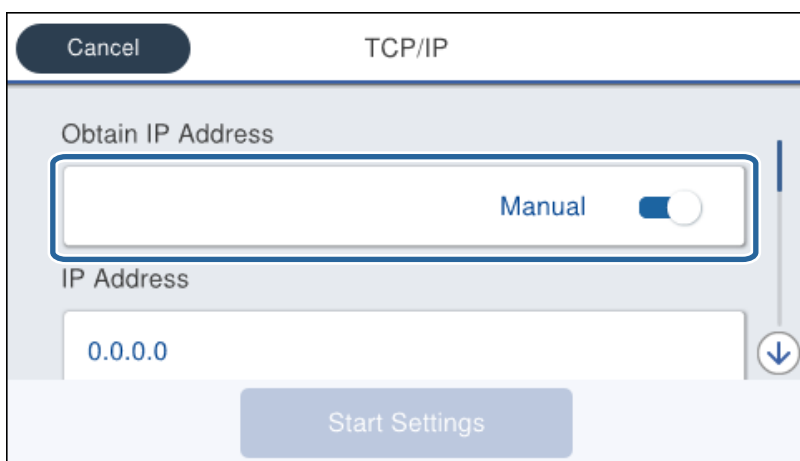 Cancel
TCP/IP
Obtain IP Address
Manual
IP Address
0.0.0.0
Start Settings